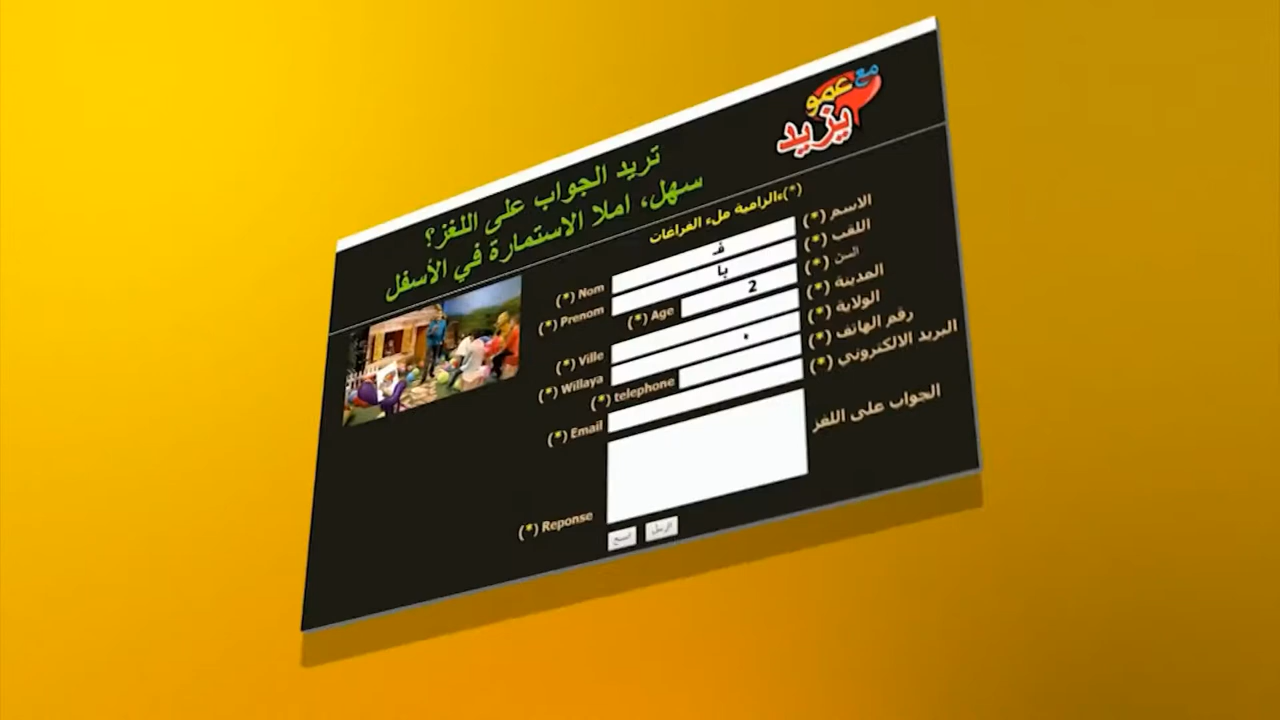 مع
عمو
يزيد
تريد الجواب على اللغز؟
سهل، املا الاستمارة في الأسفل
(*)الزامية ملء الفراغات
(*) Nom
فـ
(*) الاسم
(*) Prenom
با
(*) اللقب
(*) Age
2
(*) السن
(*) Ville
(*) المدينة
(*) Willaya
(*) الولاية
(*) telephone
(*) رقم الهاتف
(*) Email
(*) البريد الالكتروني
الجواب على اللغز
(*) Reponse